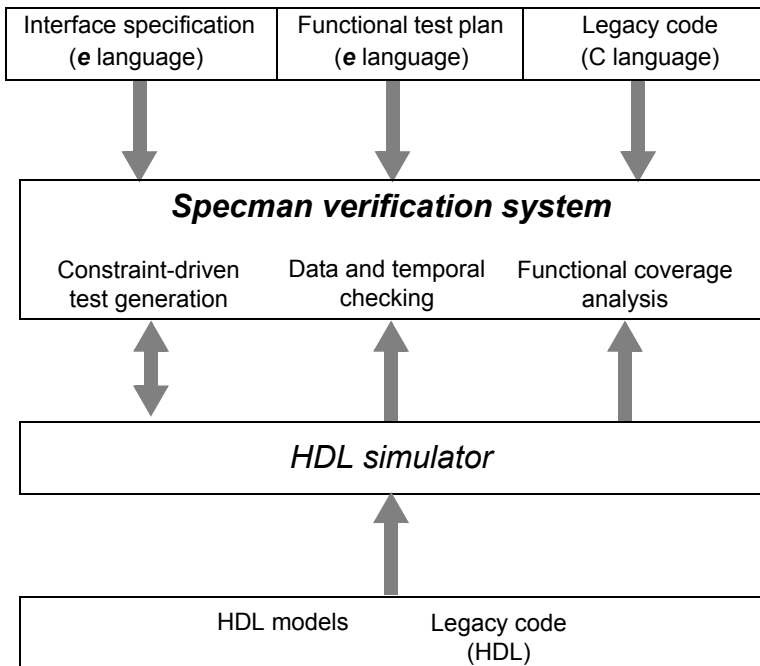 Interface specification
(e language)
Functional test plan
(e language)
Legacy code
(C language)
Specman verification system
Constraint-driven
test generation
Data and temporal
checking
Functional coverage
analysis
HDL simulator
HDL models
Legacy code
(HDL)